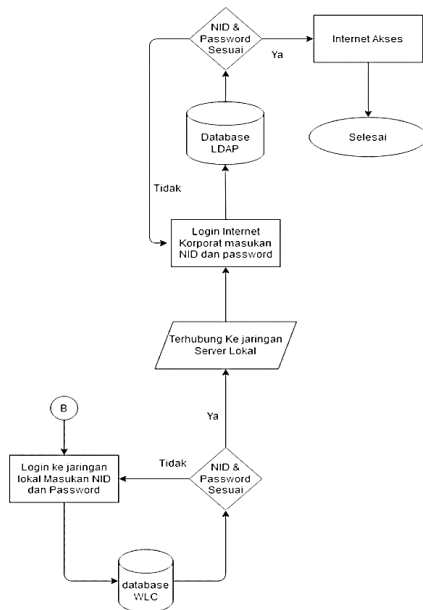 NID &
Password
Sesuai
Ya
Internet Akses
Database
LDAP
Selesai
Tidak
Login Internet
Korporat masukan
NID dan password
Terhubung Ke jaringan
Server Lokal
B
Ya
Login ke jaringan
lokal Masukan NID
dan Password
Tidak
NID &
Password
Sesuai
database
WLC